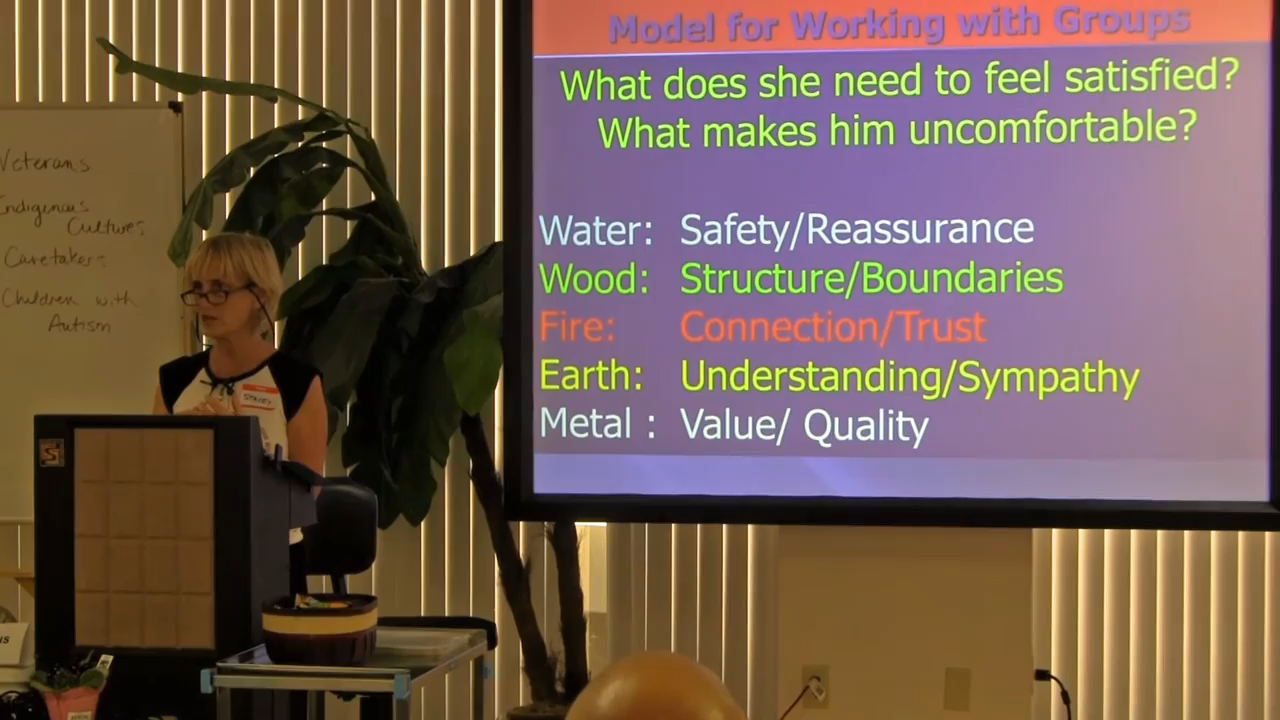 Model for Working with Groups
What does she need to feel satisfied?
What makes him uncomfortable?
Water: Safety/Reassurance
Wood: Structure/Boundaries
Fire: Connection/Trust
Earth: Understanding/Sympathy
Metal : Value/ Quality
Veterans
Indigenous
Cultures
Caretakers
Children with
Autism